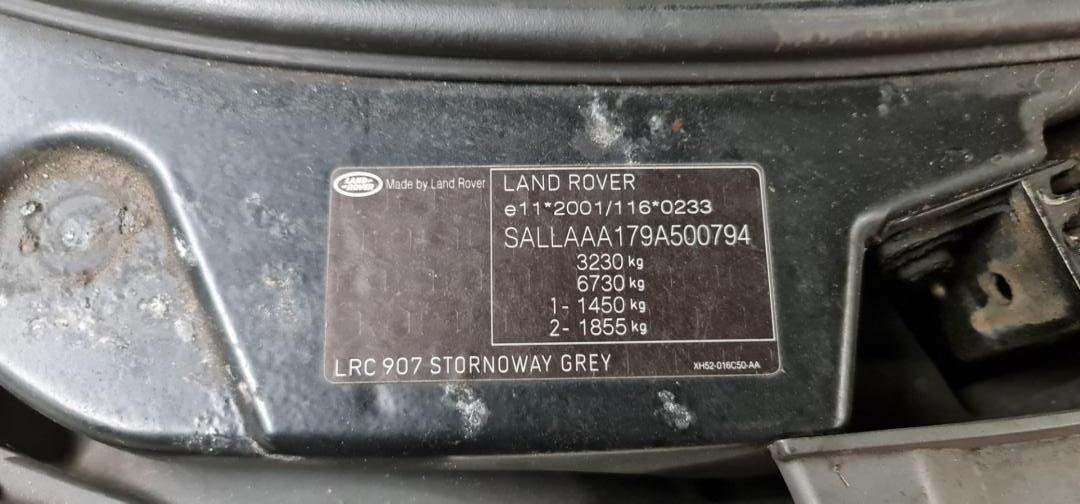 LAND ROVER
Made by Land Rover
LAND ROVER
e11*2001/116*0233
SALLAAA179A500794
3230 kg
6730 kg
1- 1450 kg
2- 1855 kg
LRC 907 STORNOWAY GREY
XH52-016C50-AA